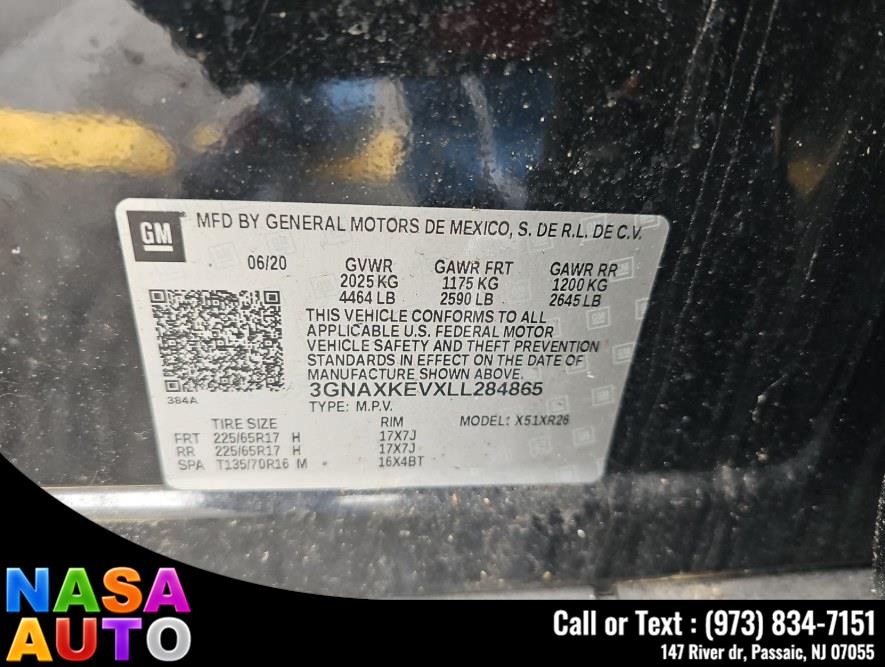 GM
MFD BY GENERAL MOTORS DE MEXICO, S. DE R.L. DE C.V.
06/20 GVWR GAWR FRT GAWR RR
2025 KG 1175 KG 1200 KG
4464 LB 2590 LB 2645 LB
THIS VEHICLE CONFORMS TO ALL
APPLICABLE U.S. FEDERAL MOTOR
VEHICLE SAFETY AND THEFT PREVENTION
STANDARDS IN EFFECT ON THE DATE OF
MANUFACTURE SHOWN ABOVE.
384A
3GNAXKEVXLL284865
TYPE: M.P.V. MODEL: X51XR26
TIRE SIZE RIM
FRT 225/65R17 H 17X7J
RR 225/65R17 H 17X7J
SPA T135/70R16 M 16X4BT
NASA
AUTO
Call or Text : (973) 834-7151
147 River dr, Passaic, NJ 07055